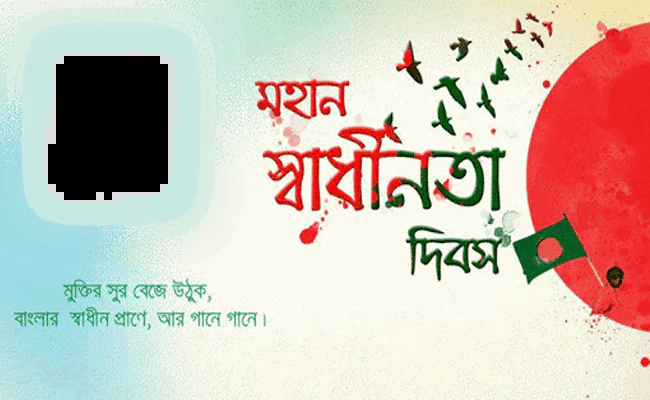 মহান
স্বাধীনতা
দিবস
মুক্তির সুর বেজে উঠুক,
বাংলার স্বাধীন প্রাণে, আর গানে গানে।